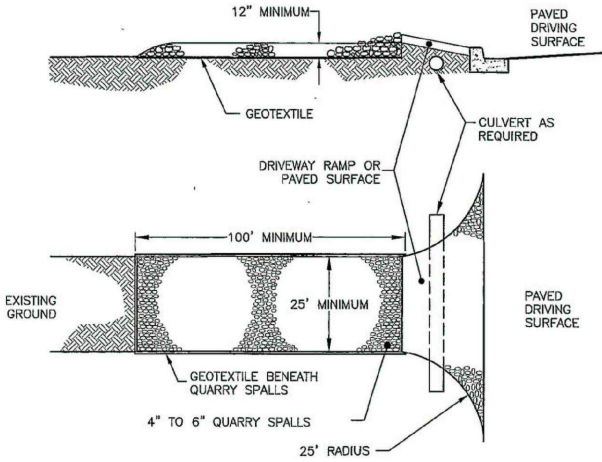 12" MINIMUM
PAVED
DRIVING
SURFACE
GEOTEXTILE
CULVERT AS
REQUIRED
DRIVEWAY RAMP OR
PAVED SURFACE
100' MINIMUM
25' MINIMUM
EXISTING
GROUND
PAVED
DRIVING
SURFACE
GEOTEXTILE BENEATH
QUARRY SPALLS
4" TO 6" QUARRY SPALLS
25' RADIUS